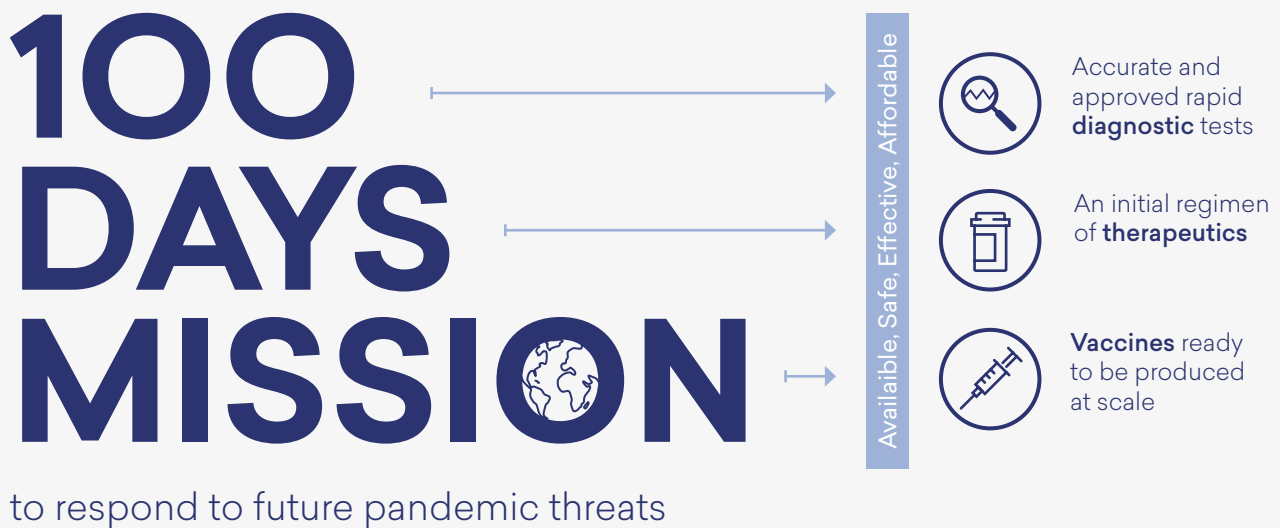 100
DAYS
MISSION
to respond to future pandemic threats
Availaible, Safe, Effective, Affordable
Accurate and
approved rapid
diagnostic tests
An initial regimen
of therapeutics
Vaccines ready
to be produced
at scale